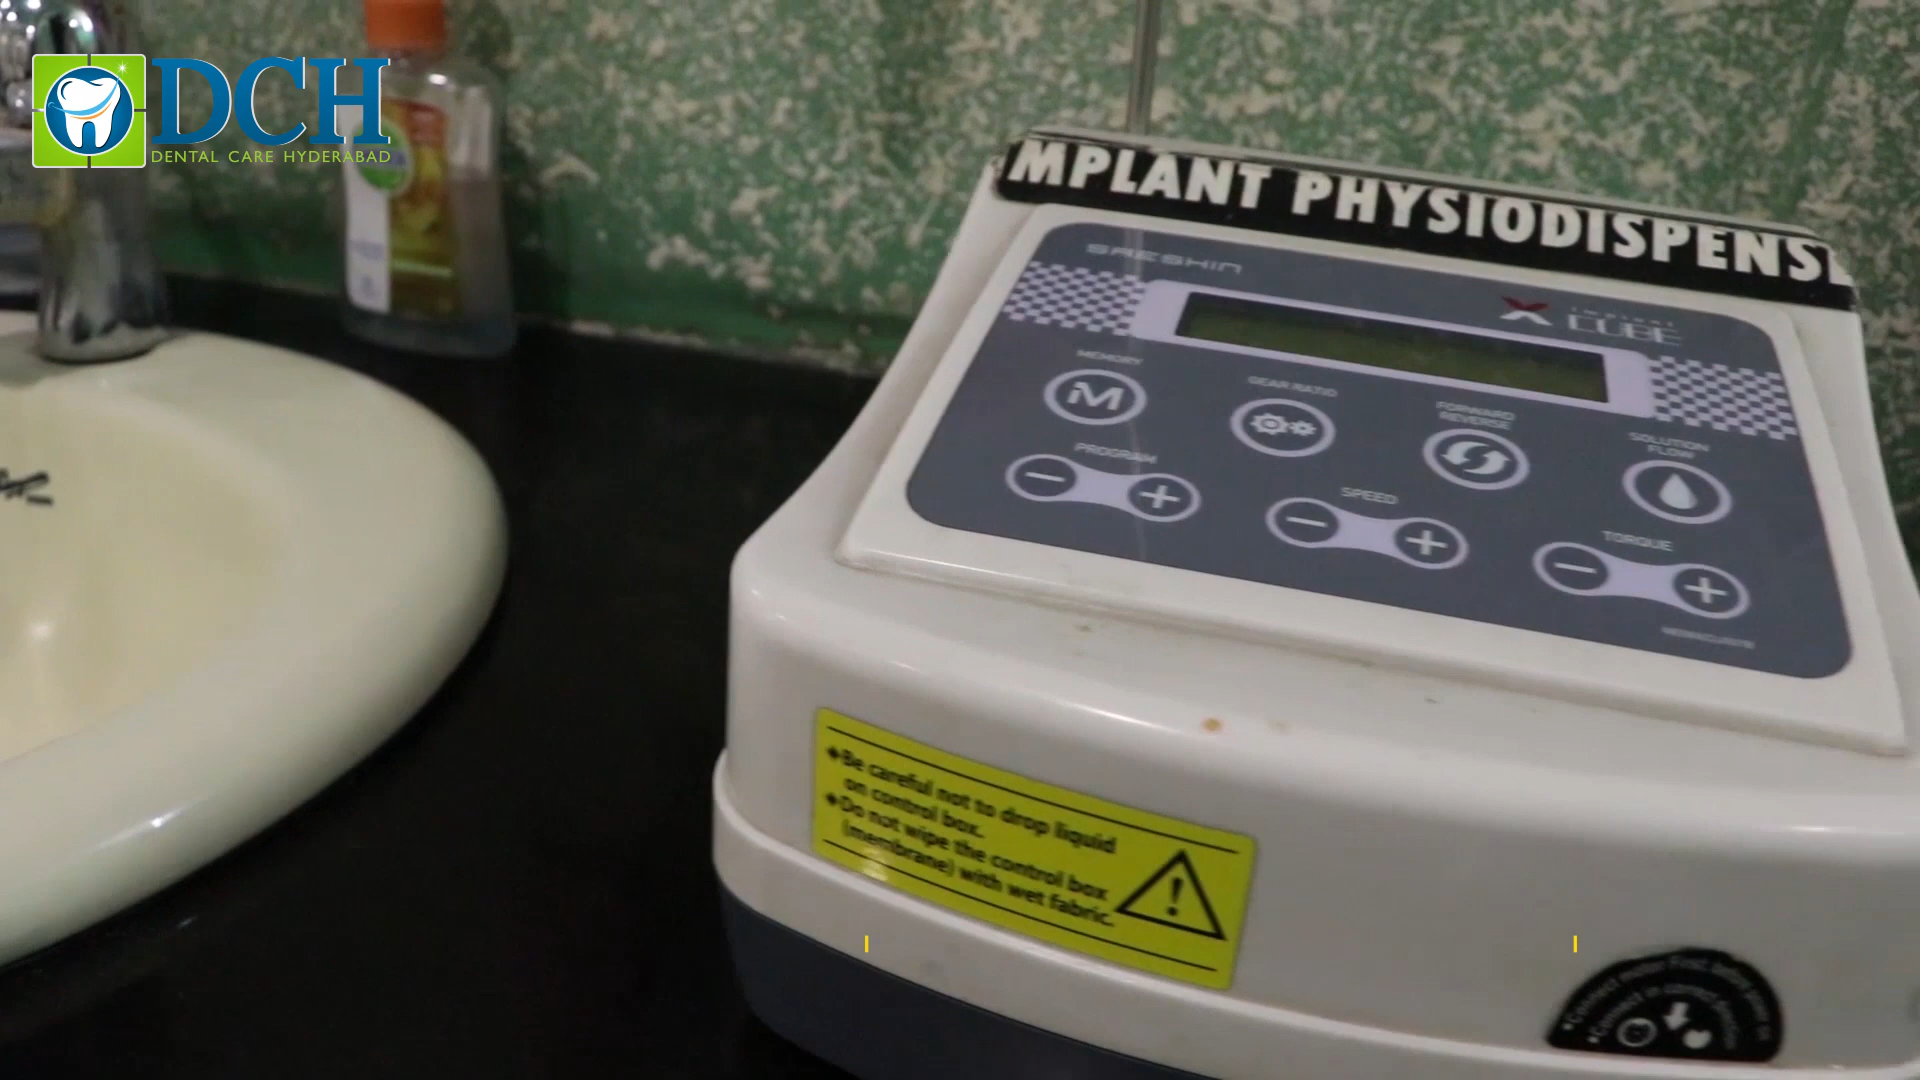 DCH
DENTAL CARE HYDERABAD
MPLANT PHYSIODISPENSE
SAESHIN
X CUBE
MEMORY
M
GEAR RATIO
FORWARD
REVERSE
SOLUTION
FLOW
PROGRAM
SPEED
TORQUE
◆Be careful not to drop liquid
on control box.
◆Do not wipe the control box
(membrane) with wet fabric.